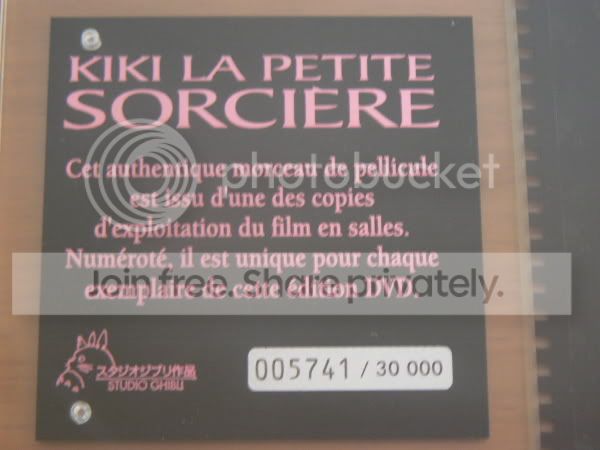 KIKI LA PETITE
SORCIÈRE
Cet authentique morceau de pellicule
est issu d'une des copies
d'exploitation du film en salles.
Numéroté, il est unique pour chaque
exemplaire de cette édition DVD.
photobucket
Join free. Share privately.
スタジオジブリ作品
STUDIO GHIBLI
005741 / 30 000